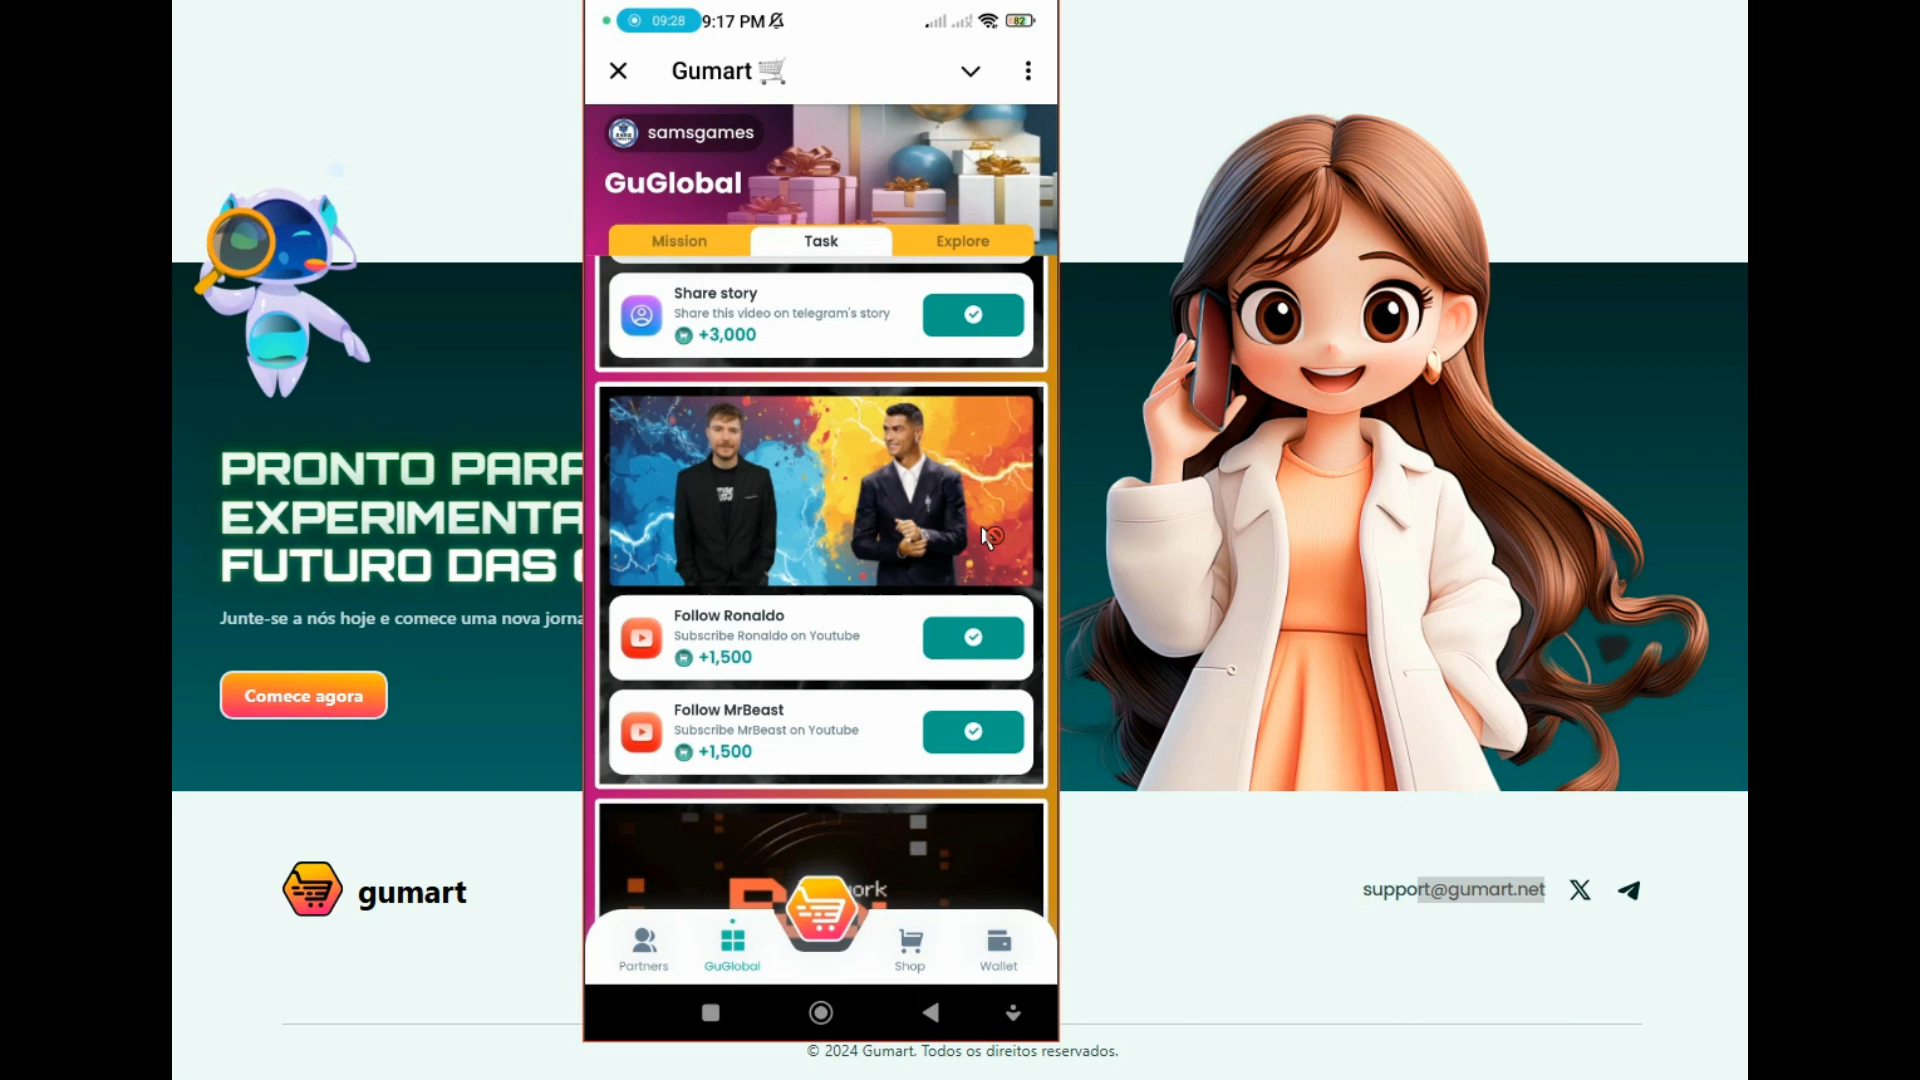 09:28 9:17 PM 82
Gumart
samsgames
GuGlobal
Mission Task Explore
Share story
Share this video on telegram's story
+3,000
Follow Ronaldo
Subscribe Ronaldo on Youtube
+1,500
Follow MrBeast
Subscribe MrBeast on Youtube
+1,500
Partners GuGlobal Shop Wallet
PRONTO PARA
EXPERIMENTA
FUTURO DAS
Junte-se a nós hoje e comece uma nova jorna
Comece agora
gumart
support@gumart.net
© 2024 Gumart. Todos os direitos reservados.